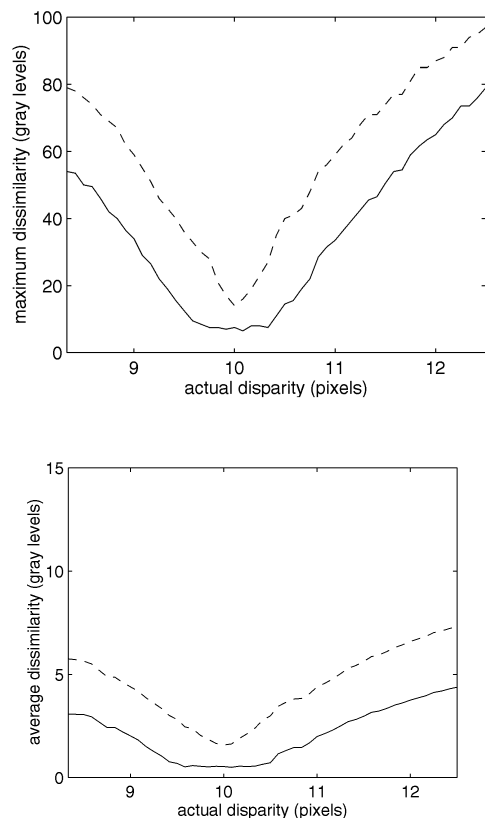 100
80
60
40
20
0
maximum dissimilarity (gray levels)
9 10 11 12
actual disparity (pixels)
15
10
5
0
average dissimilarity (gray levels)
9 10 11 12
actual disparity (pixels)